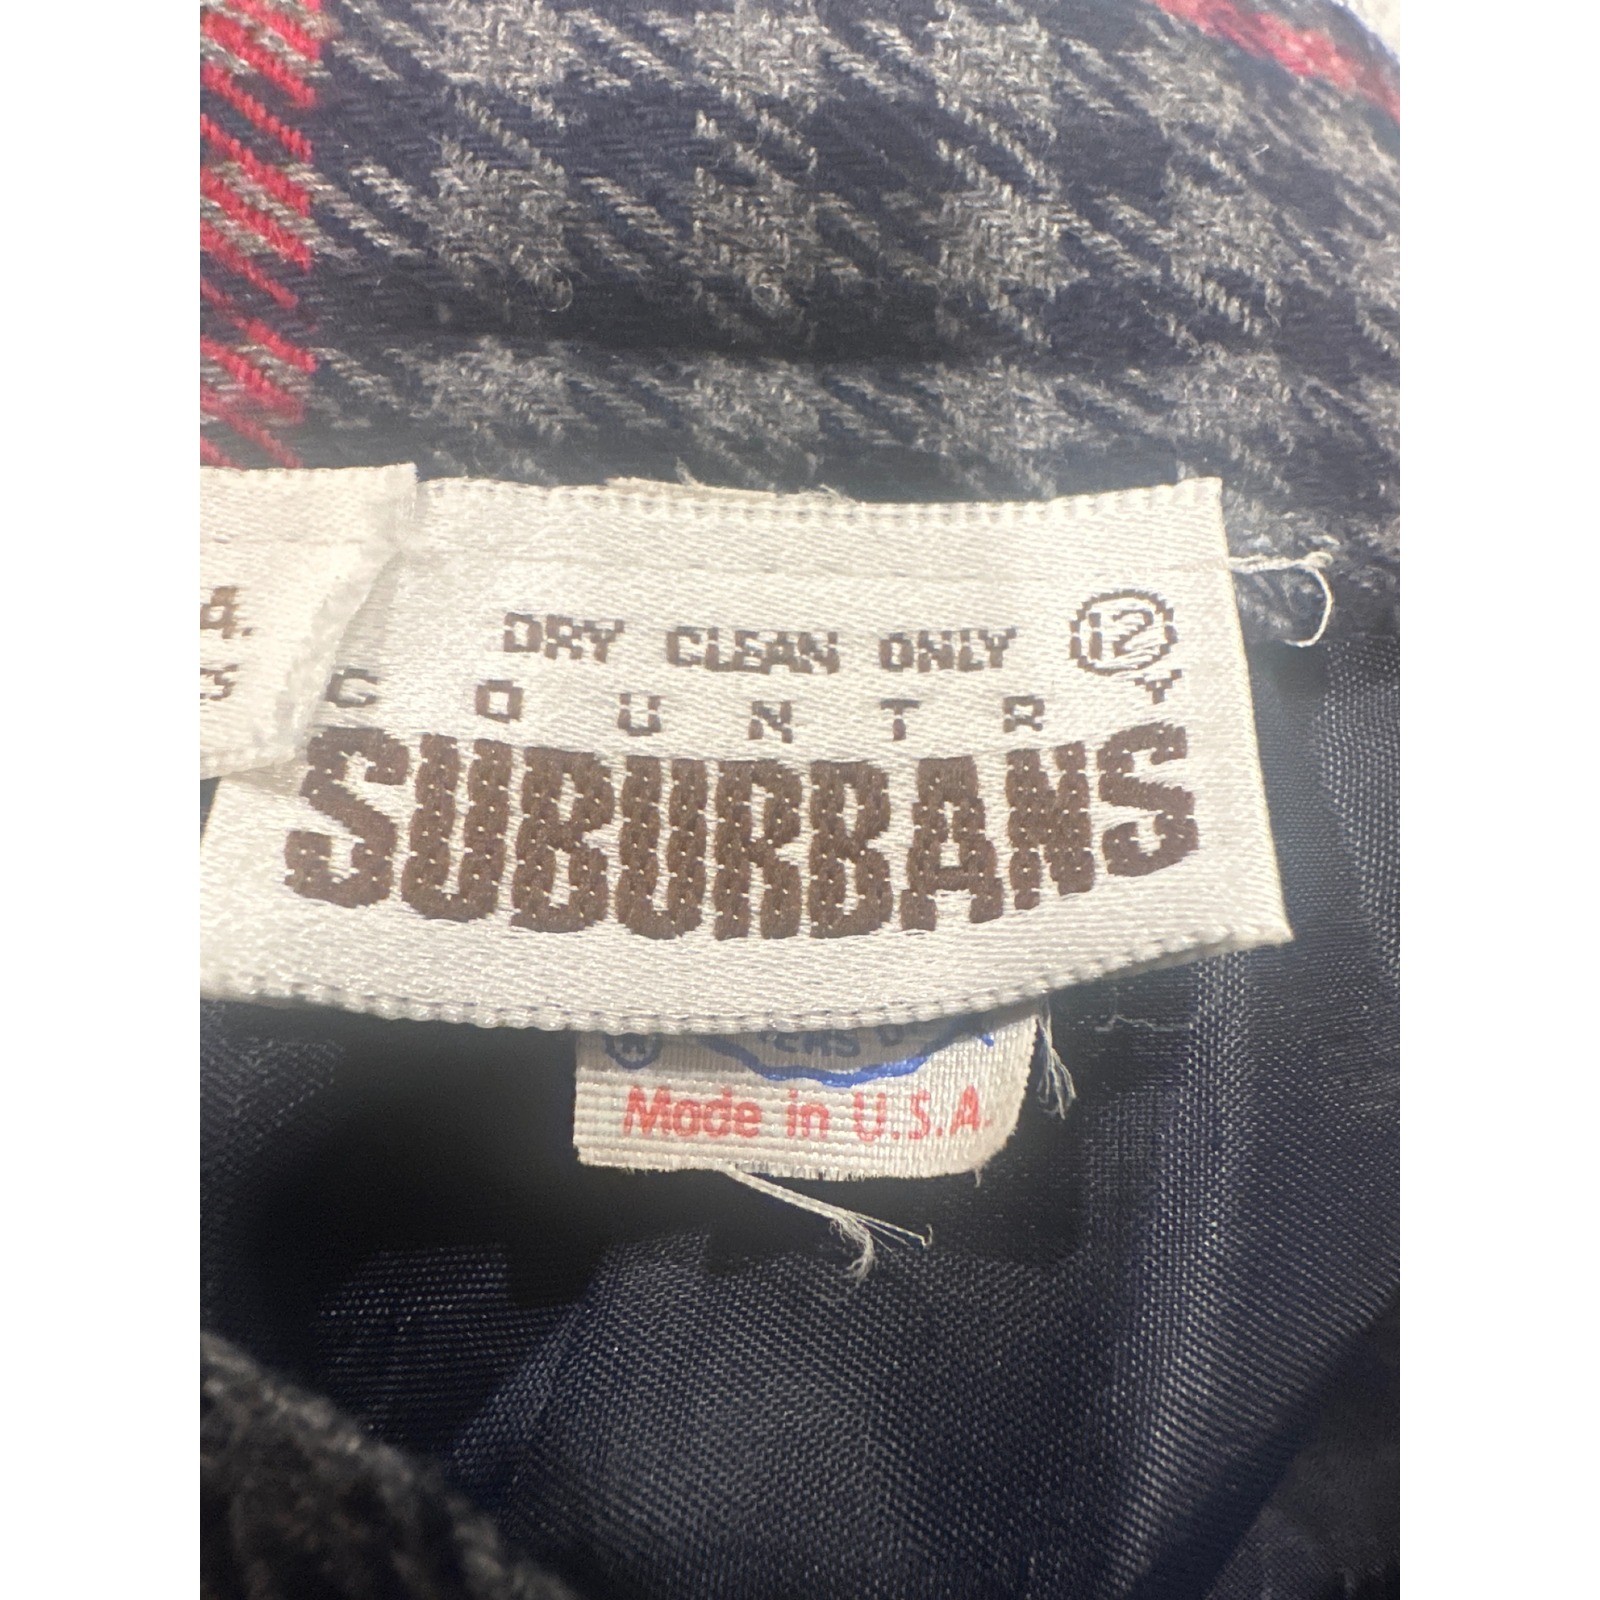 A.
DRY CLEAN ONLY 12
COUNTRY
SUBURBANS
Made in U.S.A.